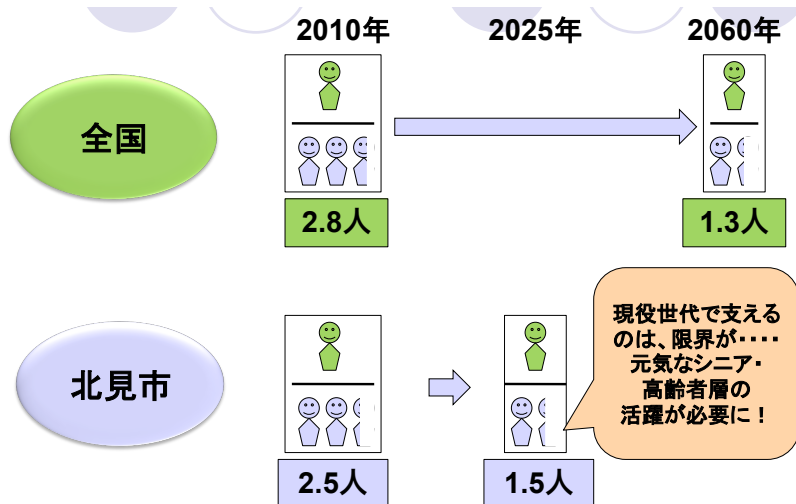 2010年 2025年 2060年
全国
2.8人 1.3人
北見市
現役世代で支える
のは、限界が・・・・
元気なシニア・
高齢者層の
活躍が必要に！
2.5人 1.5人